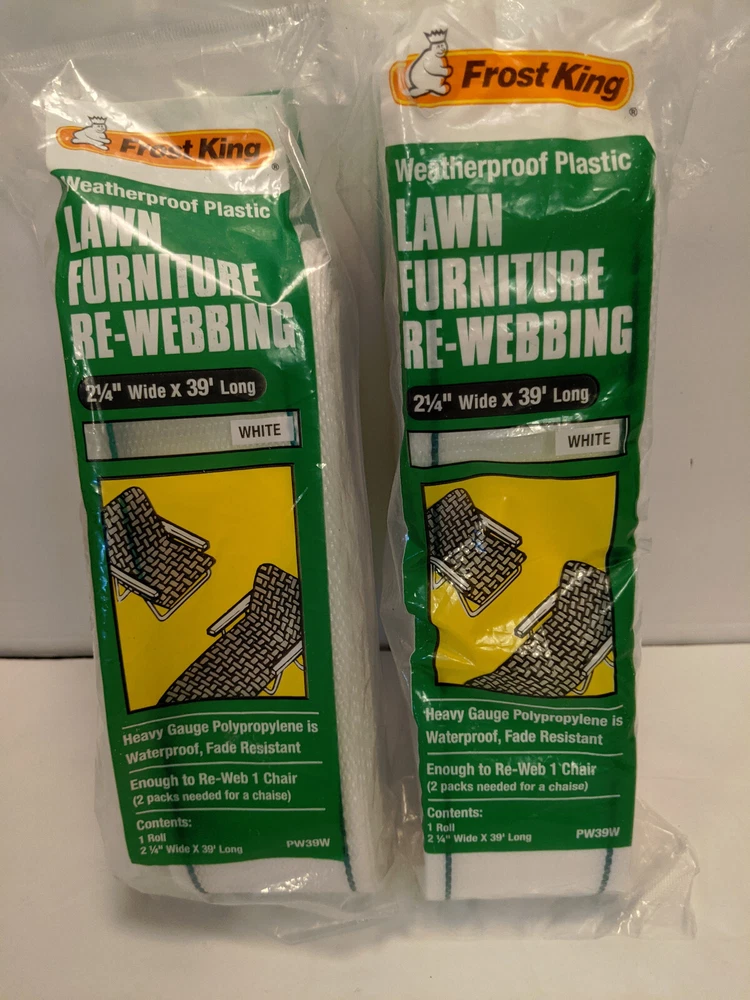 Frost King
®
Weatherproof Plastic
LAWN
FURNITURE
RE-WEBBING
2¼" Wide X 39' Long
WHITE
Heavy Gauge Polypropylene is
Waterproof, Fade Resistant
Enough to Re-Web 1 Chair
(2 packs needed for a chaise)
Contents:
1 Roll
2 ¼" Wide X 39' Long
PW39W
Frost King
®
Weatherproof Plastic
LAWN
FURNITURE
RE-WEBBING
2¼" Wide X 39' Long
WHITE
Heavy Gauge Polypropylene is
Waterproof, Fade Resistant
Enough to Re-Web 1 Chair
(2 packs needed for a chaise)
Contents:
1 Roll
2 ¼" Wide X 39' Long
PW39W